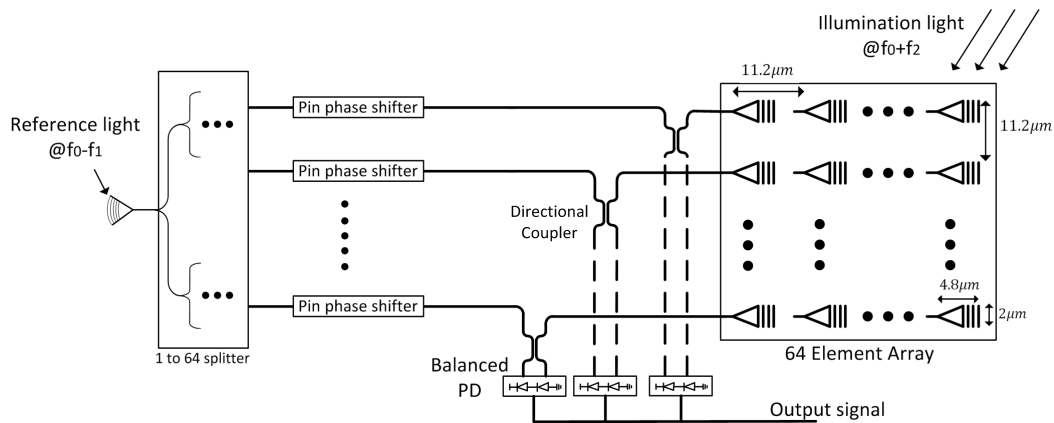 Illumination light
@f0+f2
11.2μm
Reference light
@f0-f1
Pin phase shifter
11.2μm
Pin phase shifter
Directional
Coupler
4.8μm
Pin phase shifter
2μm
1 to 64 splitter
64 Element Array
Balanced
PD
Output signal